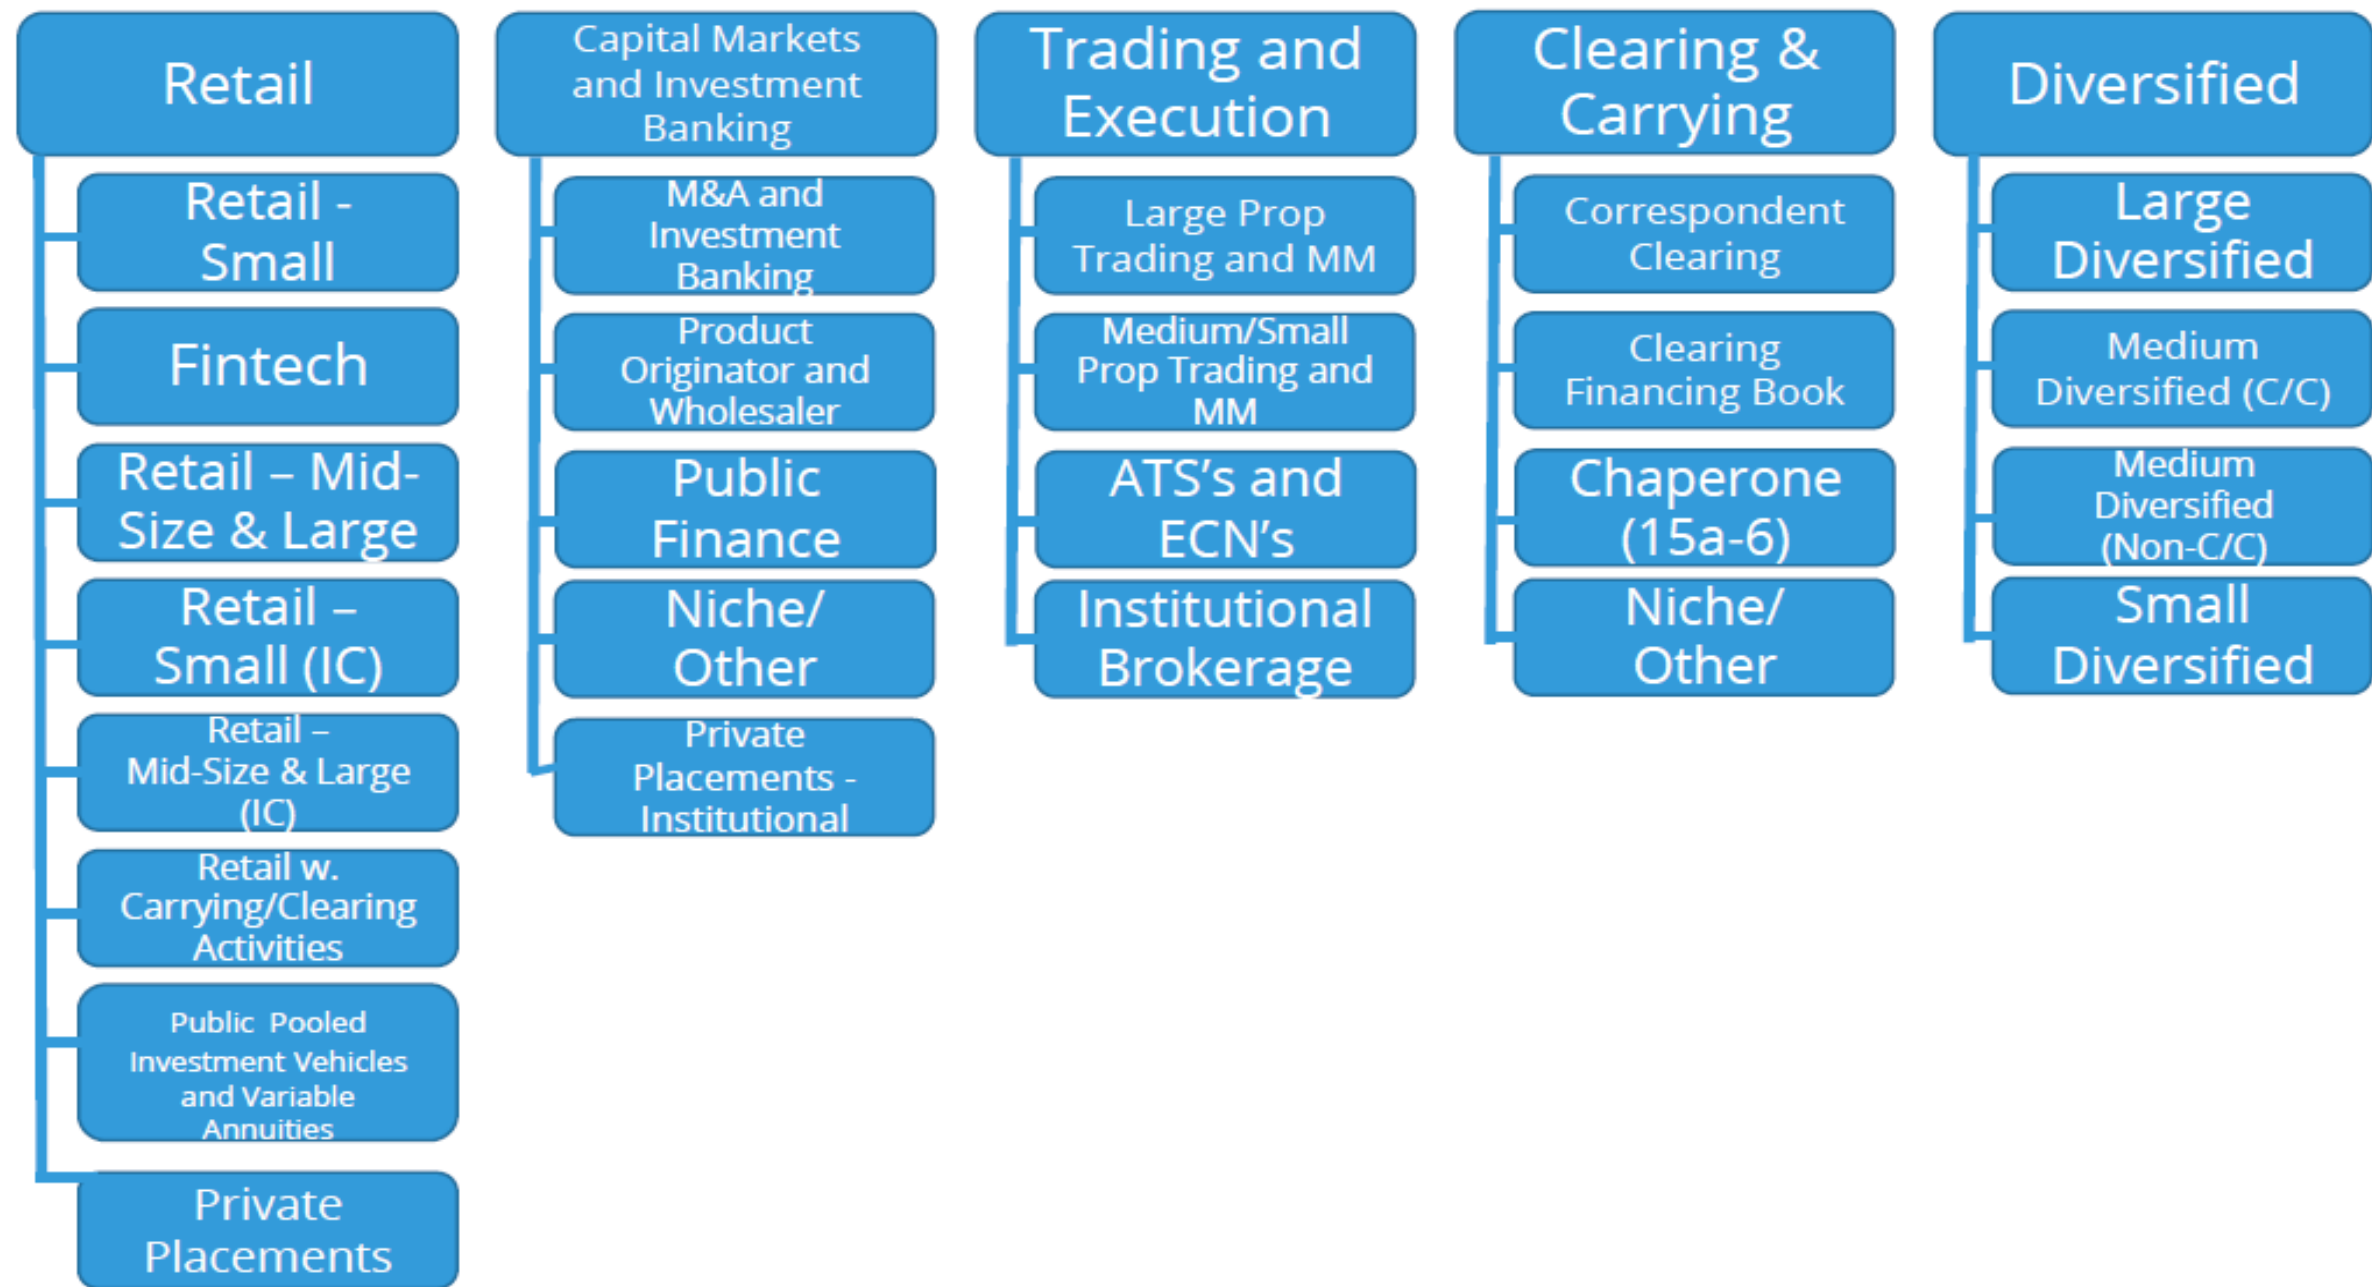 Retail
Retail -
Small
Fintech
Retail – Mid-
Size & Large
Retail –
Small (IC)
Retail –
Mid-Size & Large
(IC)
Retail w.
Carrying/Clearing
Activities
Public Pooled
Investment Vehicles
and Variable
Annuities
Private
Placements
Capital Markets
and Investment
Banking
M&A and
Investment
Banking
Product
Originator and
Wholesaler
Public
Finance
Niche/
Other
Private
Placements -
Institutional
Trading and
Execution
Large Prop
Trading and MM
Medium/Small
Prop Trading and
MM
ATS’s and
ECN’s
Institutional
Brokerage
Clearing &
Carrying
Correspondent
Clearing
Clearing
Financing Book
Chaperone
(15a-6)
Niche/
Other
Diversified
Large
Diversified
Medium
Diversified (C/C)
Medium
Diversified
(Non-C/C)
Small
Diversified